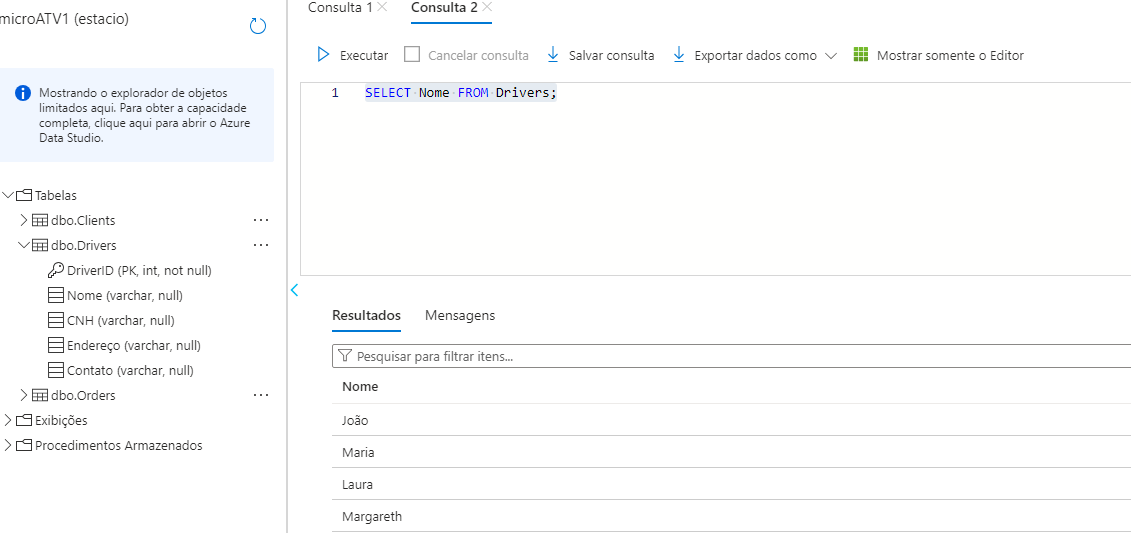 microATV1 (estacio)
Mostrando o explorador de objetos
limitados aqui. Para obter a capacidade
completa, clique aqui para abrir o Azure
Data Studio.
Tabelas
dbo.Clients
dbo.Drivers
DriverID (PK, int, not null)
Nome (varchar, null)
CNH (varchar, null)
Endereço (varchar, null)
Contato (varchar, null)
dbo.Orders
Exibições
Procedimentos Armazenados
Consulta 1
Consulta 2
Executar
Cancelar consulta
Salvar consulta
Exportar dados como
Mostrar somente o Editor
1 SELECT Nome FROM Drivers;
Resultados
Mensagens
Pesquisar para filtrar itens...
Nome
João
Maria
Laura
Margareth